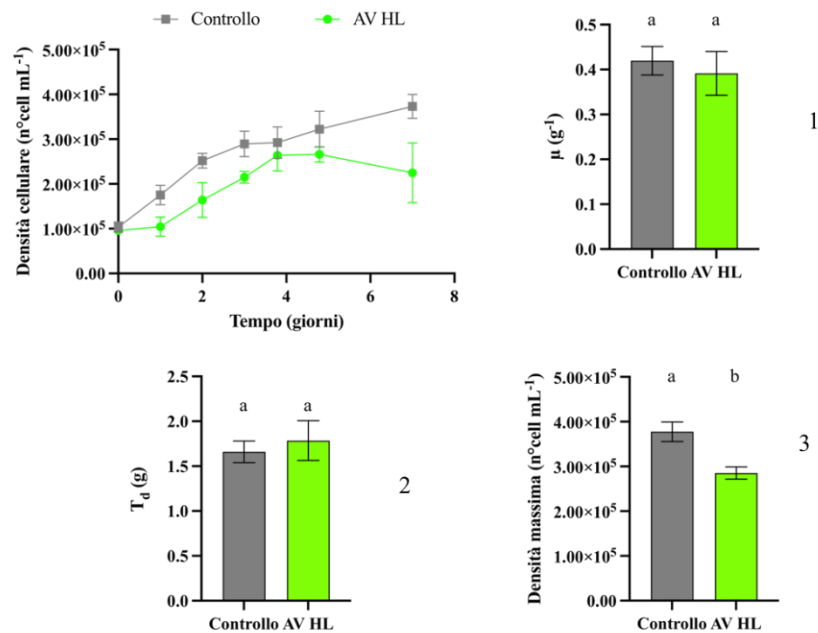 Controllo
AV HL
Densità cellulare (n°cell mL⁻¹)
5.00×10⁵
4.00×10⁵
3.00×10⁵
2.00×10⁵
1.00×10⁵
0.00
0 2 4 6 8
Tempo (giorni)
a a
µ (g⁻¹)
0.5
0.4
0.3
0.2
0.1
0.0
Controllo AV HL
1
T_d (g)
2.5
2.0
1.5
1.0
0.5
0.0
a a
Controllo AV HL
2
Densità massima (n°cell mL⁻¹)
5.00×10⁵
4.00×10⁵
3.00×10⁵
2.00×10⁵
1.00×10⁵
0.00
a b
Controllo AV HL
3